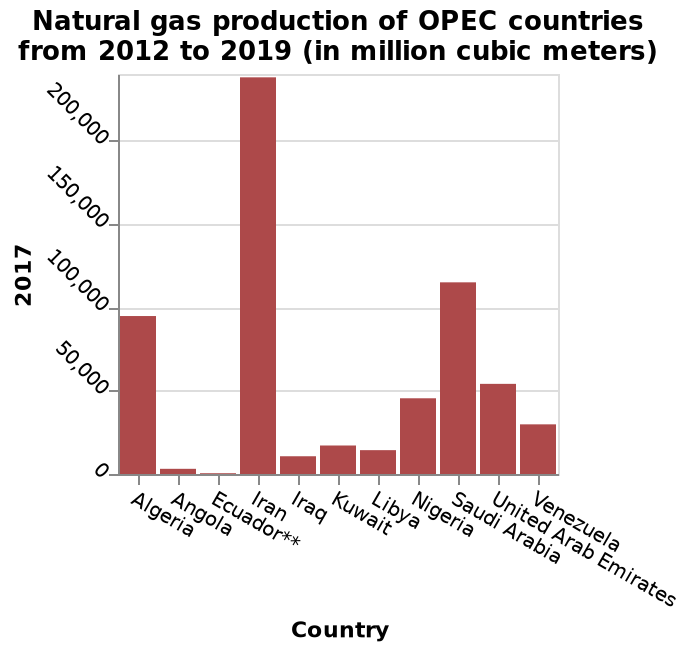 Natural gas production of OPEC countries
from 2012 to 2019 (in million cubic meters)
200,000
150,000
100,000
50,000
0
2017
Algeria
Angola
Ecuador**
Iran
Iraq
Kuwait
Libya
Nigeria
Saudi Arabia
United Arab Emirates
Venezuela
Country